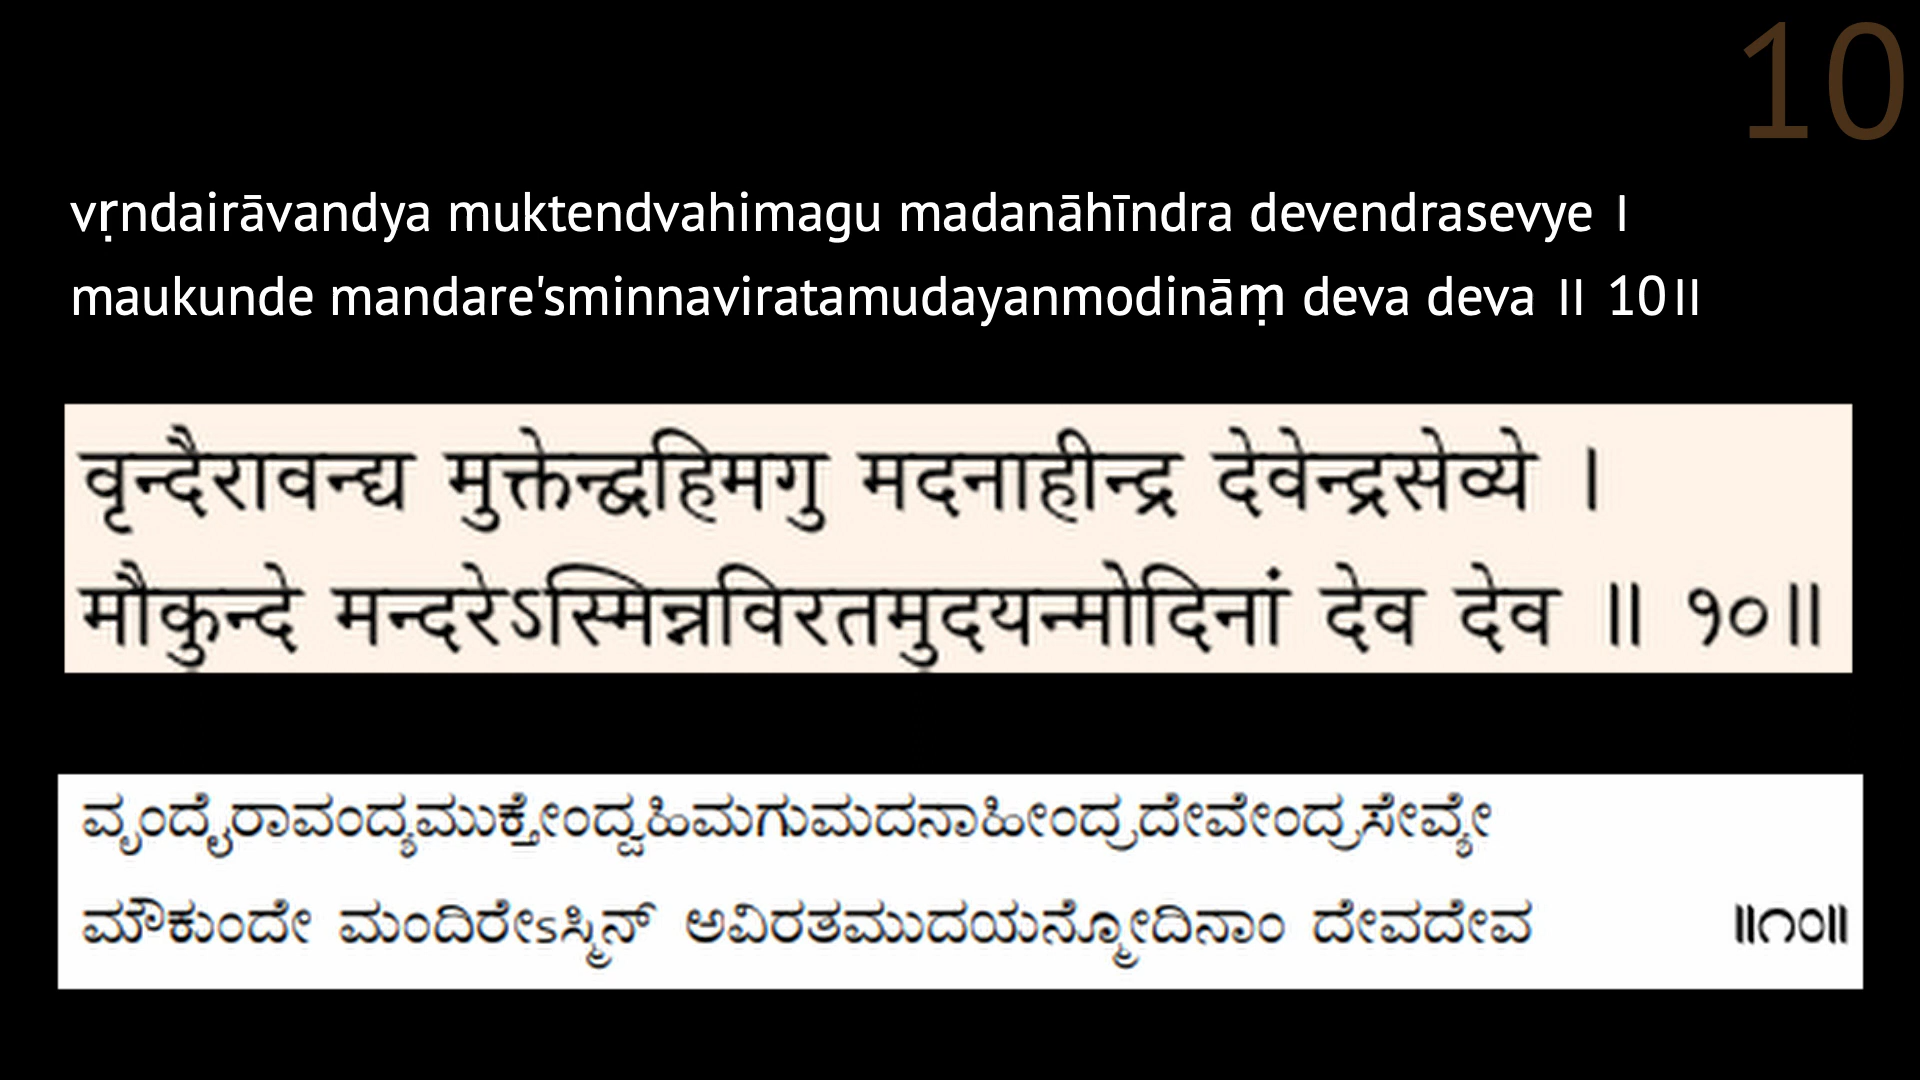 10
vṛndairāvandya muktendvahimagu madanāhīndra devendrasevye ।
maukunde mandare'sminnaviratamudayanmodināṃ deva deva ॥ 10॥
वृन्दैरावन्द्य मुक्तेन्द्वहिमगु मदनाहीन्द्र देवेन्द्रसेव्ये ।
मौकुन्दे मन्दरेऽस्मिन्नविरतमुदयन्मोदिनां देव देव ॥ १०॥
ವೃಂದೈರಾವಂದ್ಯಮುಕ್ತೇಂದ್ವಹಿಮಗುಮದನಾಹೀಂದ್ರದೇವೇಂದ್ರಸೇವ್ಯೇ
ಮೌಕುಂದೇ ಮಂದಿರೇsಸ್ಮಿನ್ ಅವಿರತಮುದಯನ್ಮೋದಿನಾಂ ದೇವದೇವ ॥೧೦॥